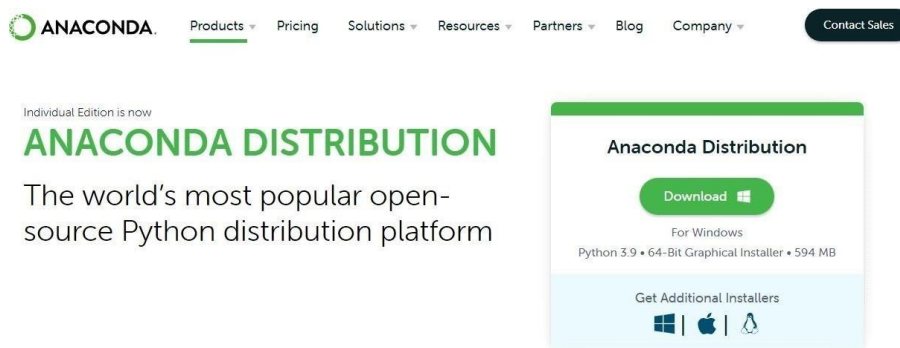 ANACONDA.
Products Pricing Solutions Resources Partners Blog Company Contact Sales
Individual Edition is now
ANACONDA DISTRIBUTION
The world's most popular open-
source Python distribution platform
Anaconda Distribution
Download
For Windows
Python 3.9 • 64-Bit Graphical Installer • 594 MB
Get Additional Installers